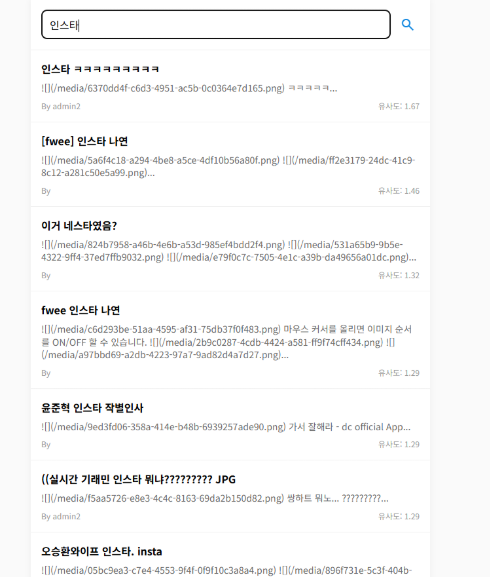 인스타
인스타 ㅋㅋㅋㅋㅋㅋㅋㅋㅋ
![](/media/6370dd4f-c6d3-4951-ac5b-0c0364e7d165.png) ㅋㅋㅋㅋㅋ...
By admin2 유사도: 1.67
[fwee] 인스타 나연
![](/media/5a6f4c18-a294-4be8-a5ce-4df10b56a80f.png) ![](/media/ff2e3179-24dc-41c9-
8c12-a281c50e5a99.png)...
By 유사도: 1.46
이거 네스타였음?
![](/media/824b7958-a46b-4e6b-a53d-985ef4bdd2f4.png) ![](/media/531a65b9-9b5e-
4322-9ff4-37ed7ffb9032.png) ![](/media/e79f0c7c-7505-4e1c-a39b-da49656a01dc.png)...
By 유사도: 1.32
fwee 인스타 나연
![](/media/c6d293be-51aa-4595-af31-75db37f0f483.png) 마우스 커서를 올리면 이미지 순서
를 ON/OFF 할 수 있습니다. ![](/media/2b9c0287-4cdb-4424-a581-ff9f74cff434.png) ![]
(/media/a97bbd69-a2db-4223-97a7-9ad82d4a7d27.png)...
By 유사도: 1.29
윤준혁 인스타 작별인사
![](/media/9ed3fd06-358a-414e-b48b-6939257ade90.png) 가서 잘해라 - dc official App...
By 유사도: 1.29
((실시간 기래민 인스타 뭐냐????????? JPG
![](/media/f5aa5726-e8e3-4c4c-8163-69da2b150d82.png) 쌍하트 뭐노... ?????????...
By admin2 유사도: 1.29
오승환와이프 인스타. insta
![](/media/05bc9ea3-c7e4-4553-9f4f-0f9f10c3a8a4.png) ![](/media/896f731e-5c3f-404b-